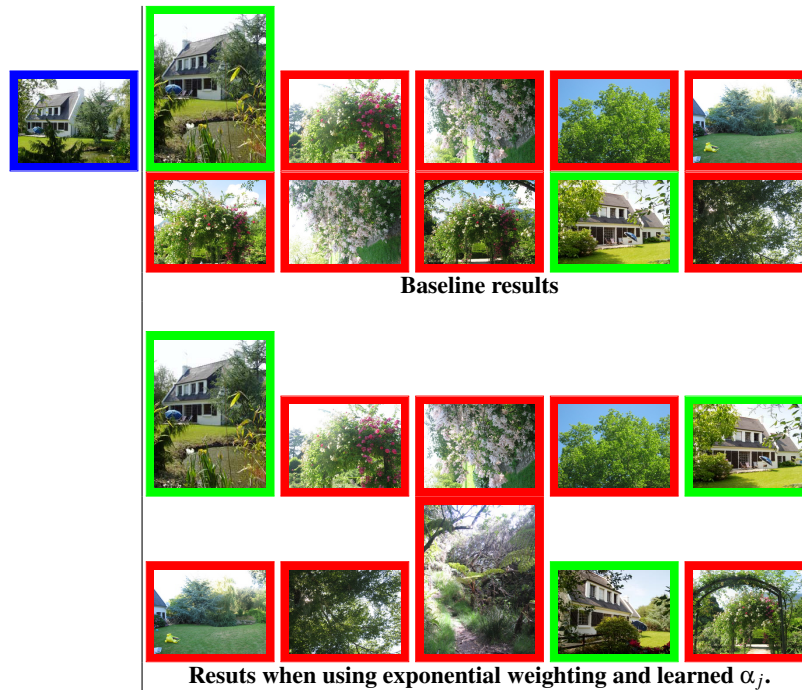 Baseline results
Resuts when using exponential weighting and learned αj.